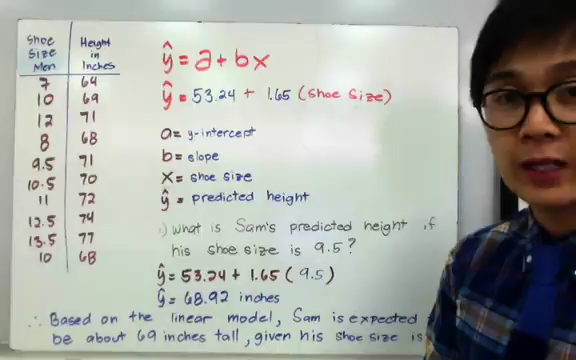 Shoe Size Men Height in Inches
7 64
10 69
12 71
8 68
9.5 71
10.5 70
11 72
12.5 74
13.5 77
10 68
ŷ = a + bx
ŷ = 53.24 + 1.65 (shoe size)
a = y-intercept
b = slope
x = shoe size
ŷ = predicted height
1) What is Sam's predicted height if
his shoe size is 9.5?
ŷ = 53.24 + 1.65 (9.5)
ŷ = 68.92 inches
∴ Based on the linear model, Sam is expected
be about 69 inches tall, given his shoe size is